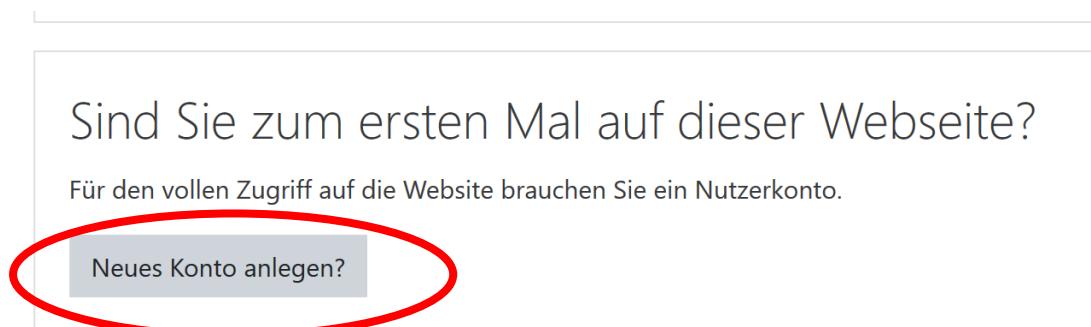 Sind Sie zum ersten Mal auf dieser Webseite?
Für den vollen Zugriff auf die Website brauchen Sie ein Nutzerkonto.
Neues Konto anlegen?